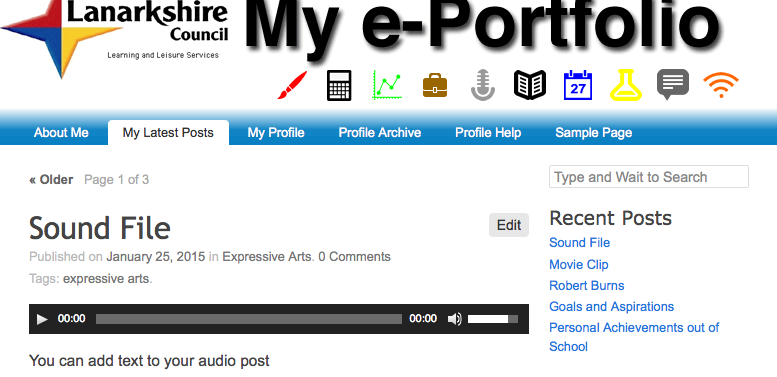 Lanarkshire
Council
Learning and Leisure Services
My e-Portfolio
27
About Me My Latest Posts My Profile Profile Archive Profile Help Sample Page
« Older Page 1 of 3
Type and Wait to Search
Sound File
Edit
Published on January 25, 2015 in Expressive Arts. 0 Comments
Tags: expressive arts.
00:00 00:00
You can add text to your audio post
Recent Posts
Sound File
Movie Clip
Robert Burns
Goals and Aspirations
Personal Achievements out of
School